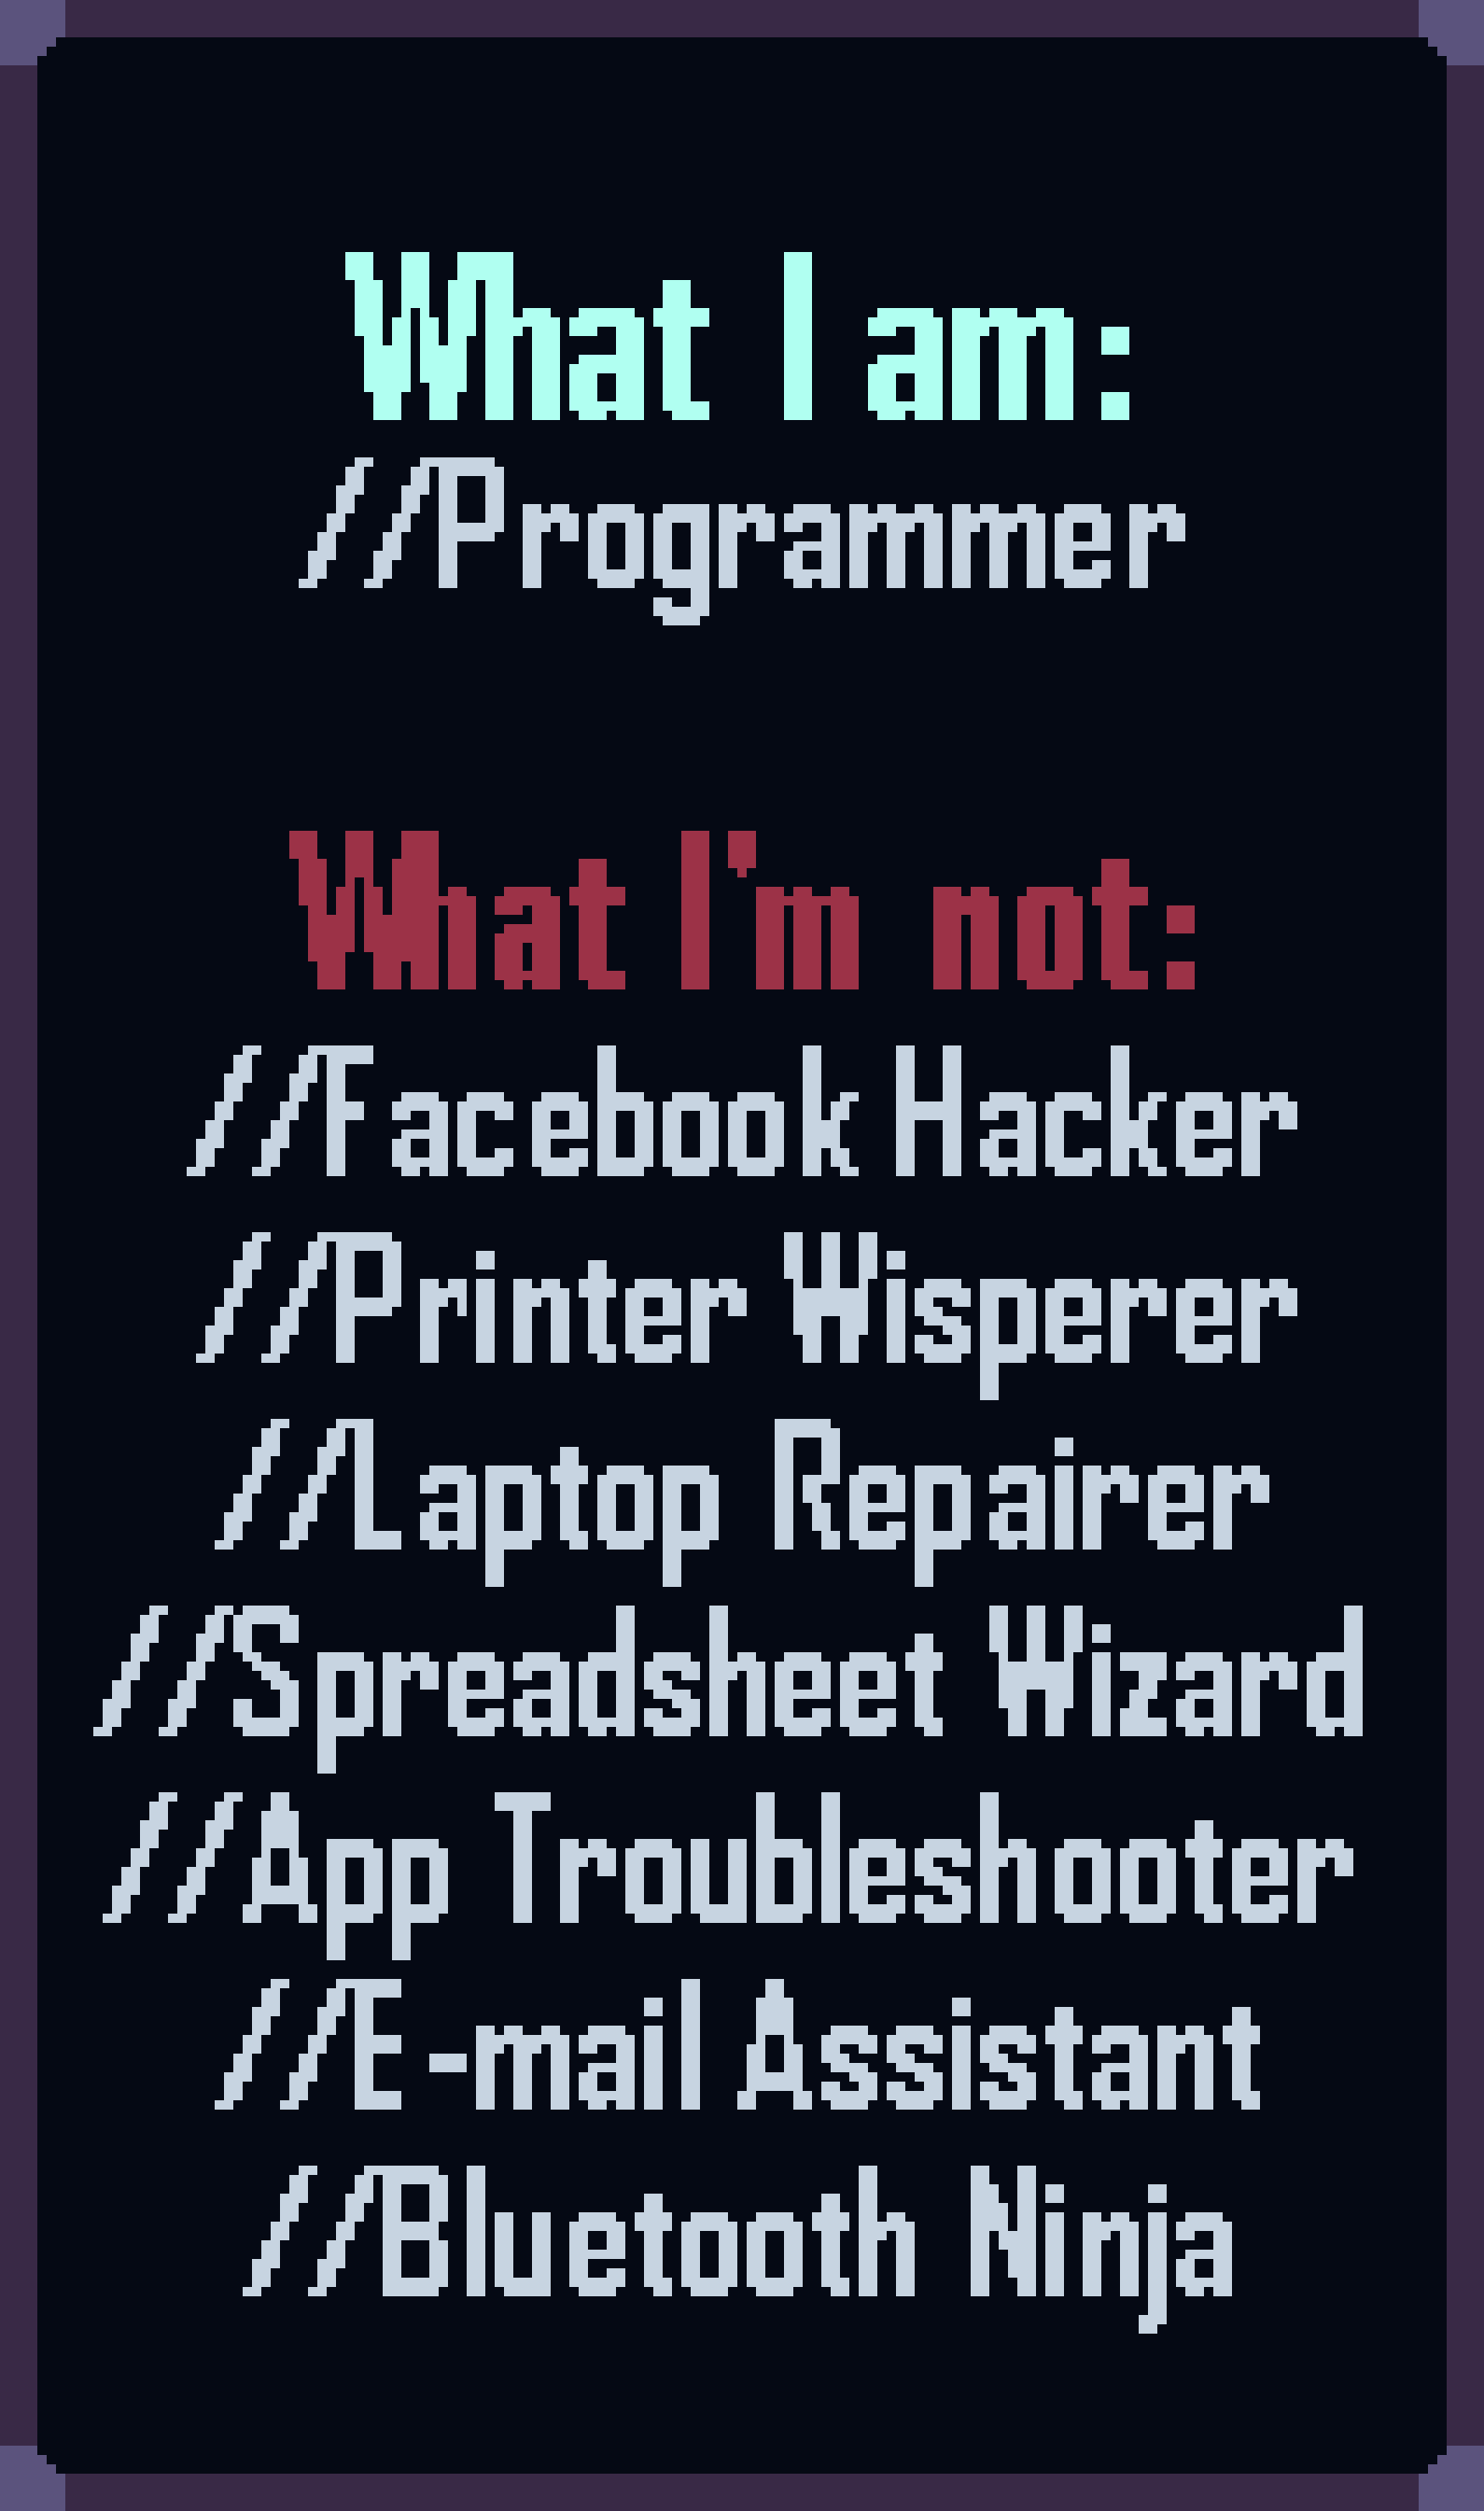 What I am:
//Programmer
What I'm not:
//Facebook Hacker
//Printer Wisperer
//Laptop Repairer
//Spreadsheet Wizard
//App Troubleshooter
//E-mail Assistant
//Bluetooth Ninja